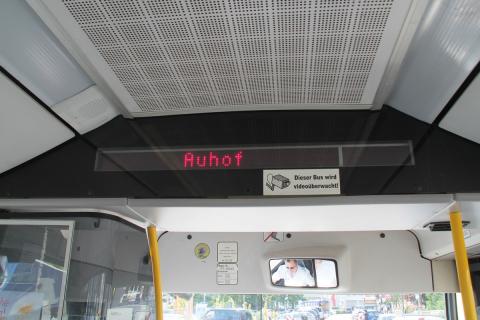 Auhof
Dieser Bus wird
videoüberwacht!